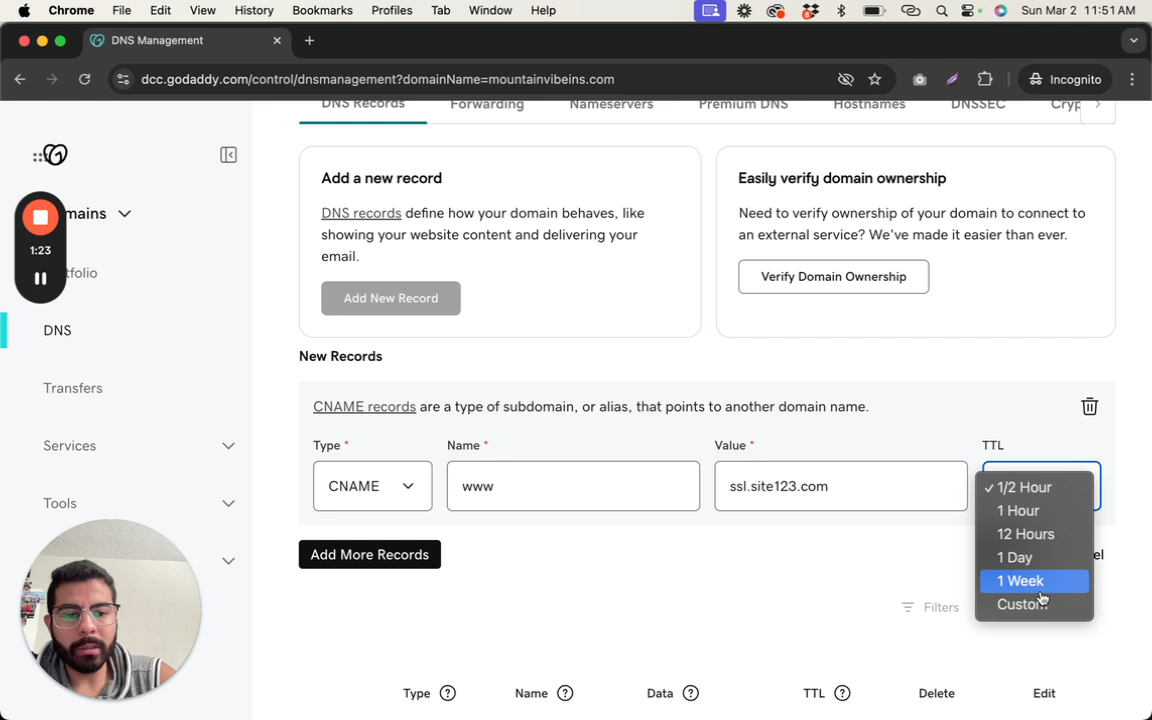 Chrome File Edit View History Bookmarks Profiles Tab Window Help Sun Mar 2 11:51 AM
DNS Management
dcc.godaddy.com/control/dnsmanagement?domainName=mountainvibeins.com Incognito
DNS Records Forwarding Nameservers Premium DNS Hostnames DNSSEC Cryp
mains
1:23
tfolio
DNS
Transfers
Services
Tools
Add a new record
DNS records define how your domain behaves, like
showing your website content and delivering your
email.
Add New Record
Easily verify domain ownership
Need to verify ownership of your domain to connect to
an external service? We've made it easier than ever.
Verify Domain Ownership
New Records
CNAME records are a type of subdomain, or alias, that points to another domain name.
Type * Name * Value * TTL
CNAME www ssl.site123.com
✓ 1/2 Hour
1 Hour
12 Hours
1 Day
1 Week
Custom
Add More Records el
Filters
Type ? Name ? Data ? TTL ? Delete Edit